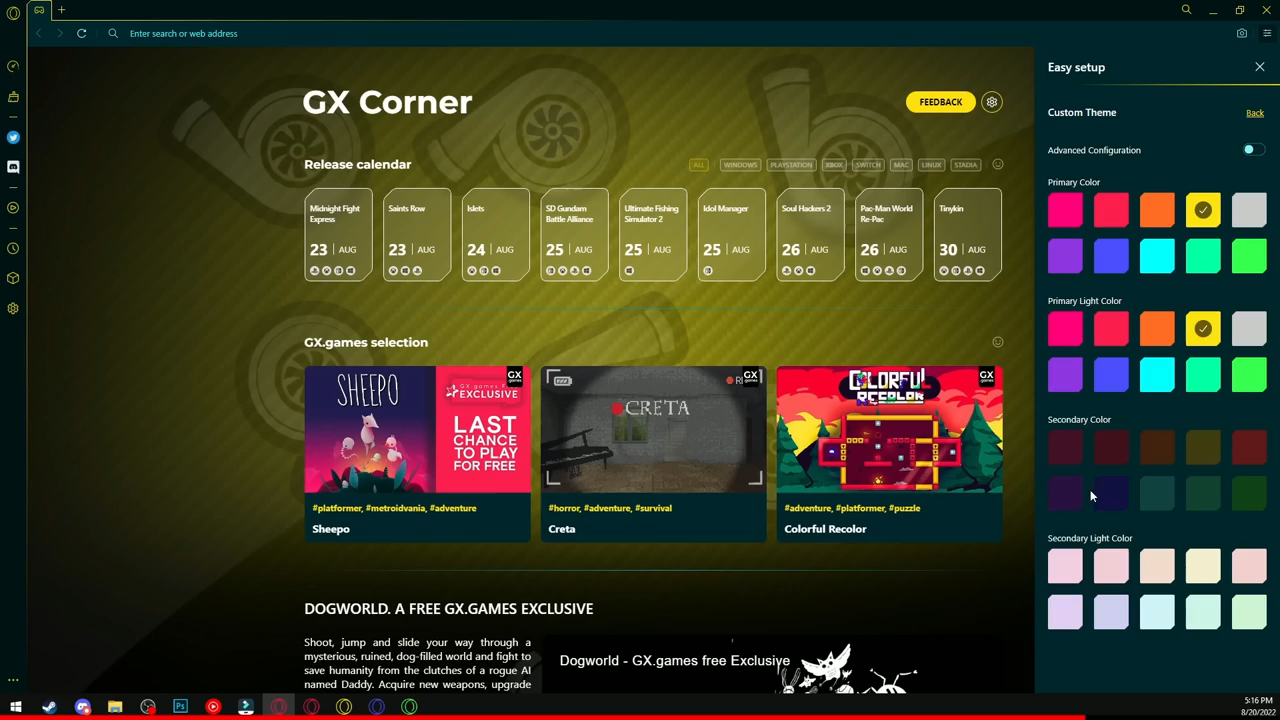 Enter search or web address
GX Corner
FEEDBACK
Release calendar
ALL
WINDOWS
PLAYSTATION
XBOX
SWITCH
MAC
LINUX
STADIA
Midnight Fight
Express
23 AUG
Saints Row
23 AUG
Islets
24 AUG
SD Gundam
Battle Alliance
25 AUG
Ultimate Fishing
Simulator 2
25 AUG
Idol Manager
25 AUG
Soul Hackers 2
26 AUG
Pac-Man World
Re-Pac
26 AUG
Tinykin
30 AUG
GX.games selection
SHEEPO
EXCLUSIVE
LAST
CHANCE
TO PLAY
FOR FREE
GX
games
#platformer, #metroidvania, #adventure
Sheepo
CRETA
GX
games
#horror, #adventure, #survival
Creta
COLORFUL
RECOLOR
GX
games
#adventure, #platformer, #puzzle
Colorful Recolor
DOGWORLD. A FREE GX.GAMES EXCLUSIVE
Shoot, jump and slide your way through a
mysterious, ruined, dog-filled world and fight to
save humanity from the clutches of a rogue AI
named Daddy. Acquire new weapons, upgrade
Dogworld - GX.games free Exclusive
Easy setup
Custom Theme
Back
Advanced Configuration
Primary Color
Primary Light Color
Secondary Color
Secondary Light Color
Ps
5:16 PM
8/20/2022